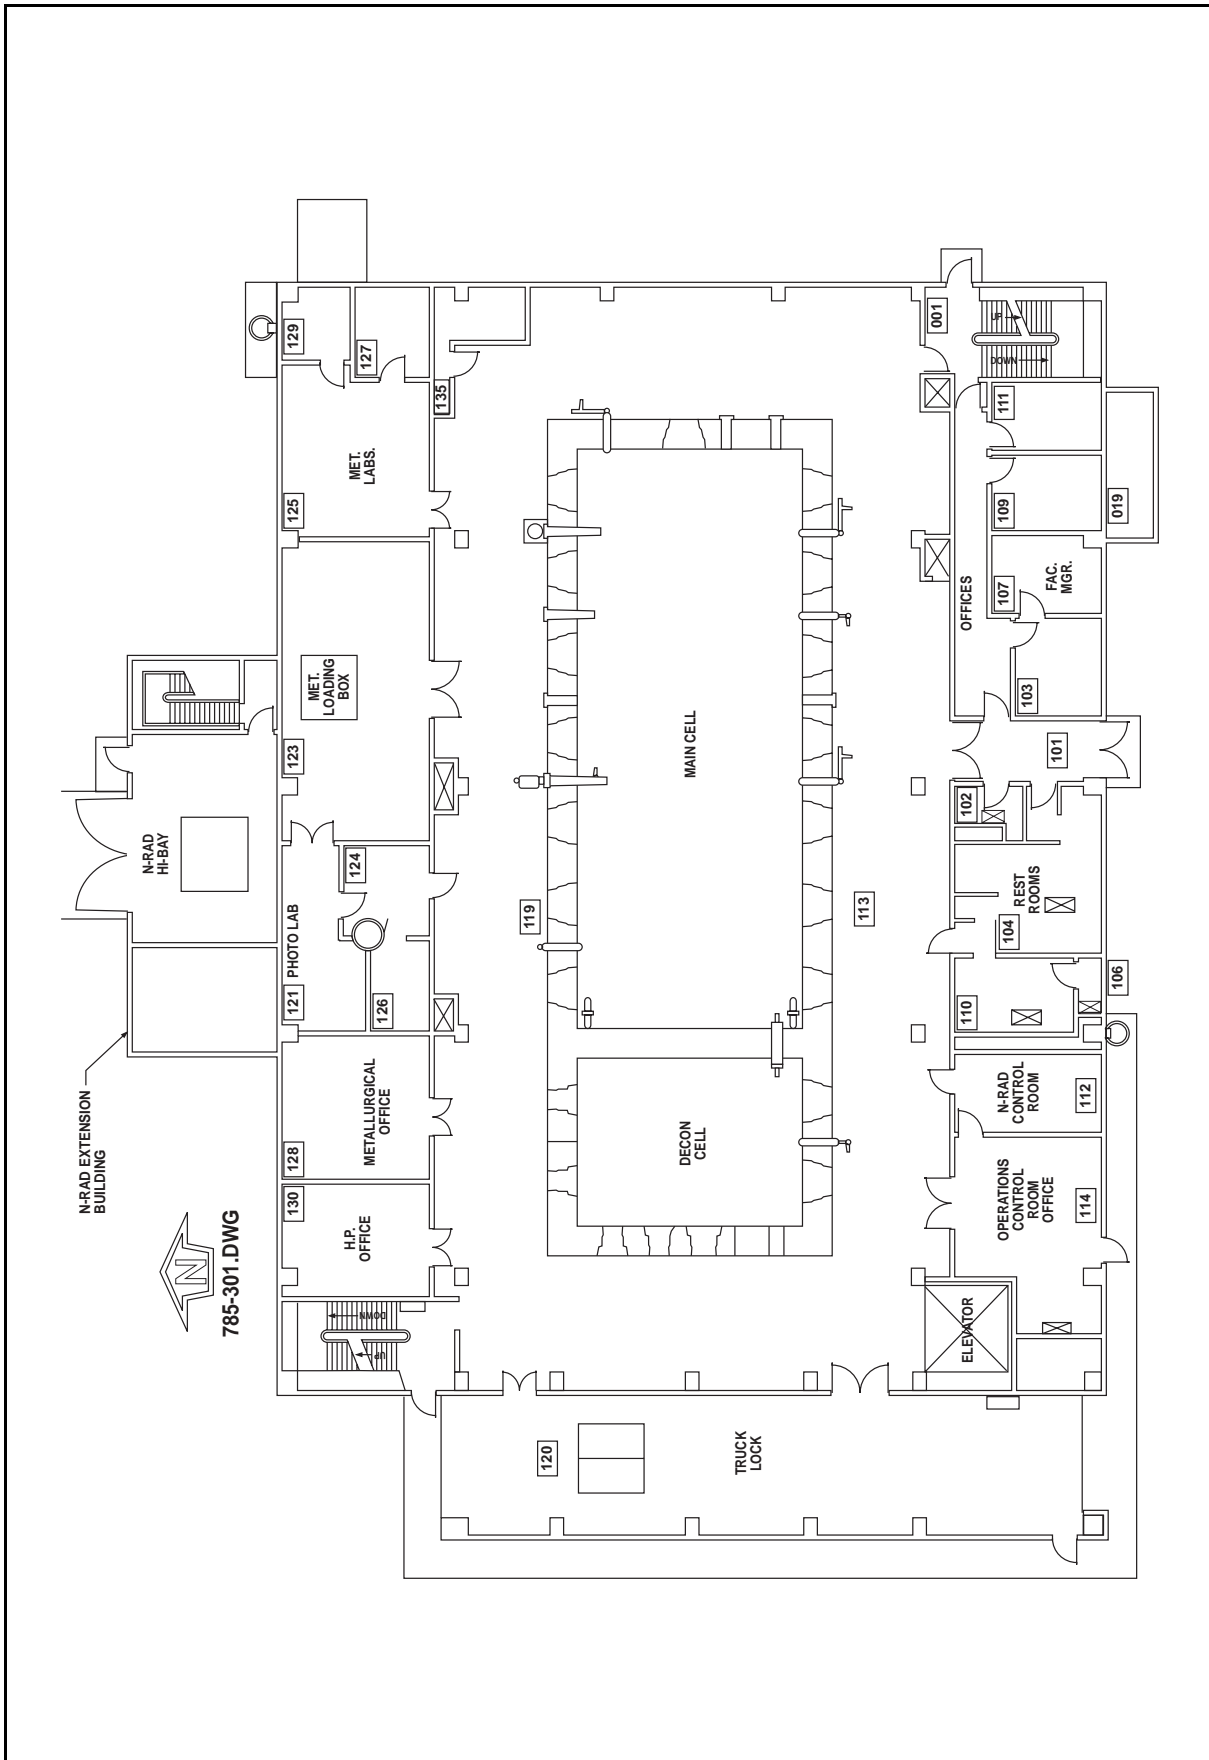 N-RAD EXTENSION
BUILDING
N
785-301.DWG
N-RAD
HI-BAY
129
127
135
MET.
LABS.
125
MET.
LOADING
BOX
123
124
PHOTO LAB
121
126
METALLURGICAL
OFFICE
128
130
H.P.
OFFICE
DOWN
UP
119
MAIN CELL
DECON
CELL
113
120
TRUCK
LOCK
001
UP
DOWN
111
109
019
OFFICES
107
FAC.
MGR.
103
101
102
REST
ROOMS
104
106
110
N-RAD
CONTROL
ROOM
112
OPERATIONS
CONTROL
ROOM
OFFICE
114
ELEVATOR